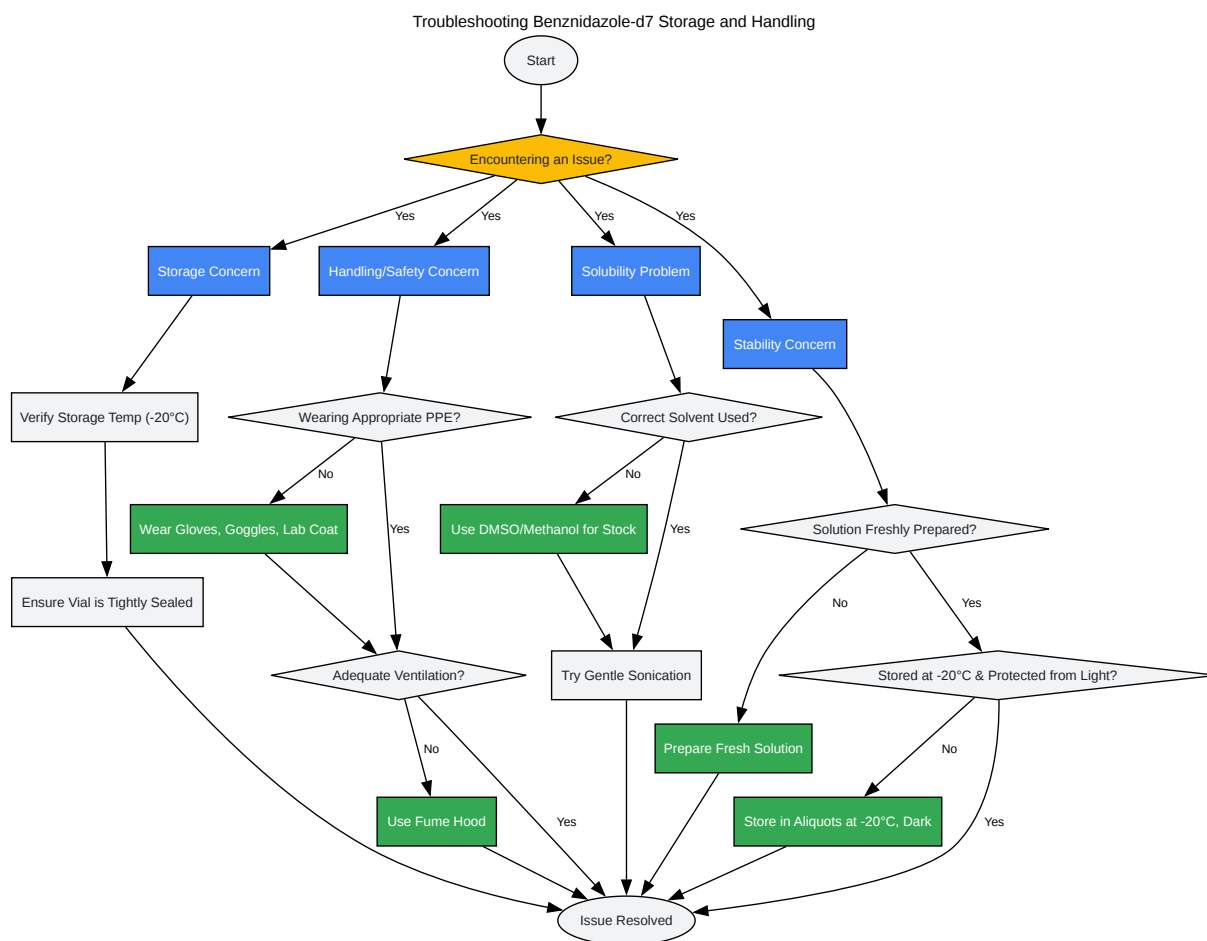 Troubleshooting Benznidazole-d7 Storage and Handling
Start
Encountering an Issue?
Yes
Yes
Yes
Yes
Storage Concern
Handling/Safety Concern
Solubility Problem
Stability Concern
Verify Storage Temp (-20°C)
Wearing Appropriate PPE?
Correct Solvent Used?
No
No
Wear Gloves, Goggles, Lab Coat
Yes
Use DMSO/Methanol for Stock
Yes
Solution Freshly Prepared?
Ensure Vial is Tightly Sealed
No
Yes
Adequate Ventilation?
Try Gentle Sonication
Stored at -20°C & Protected from Light?
No
Prepare Fresh Solution
No
Use Fume Hood
Yes
Store in Aliquots at -20°C, Dark
Yes
Issue Resolved